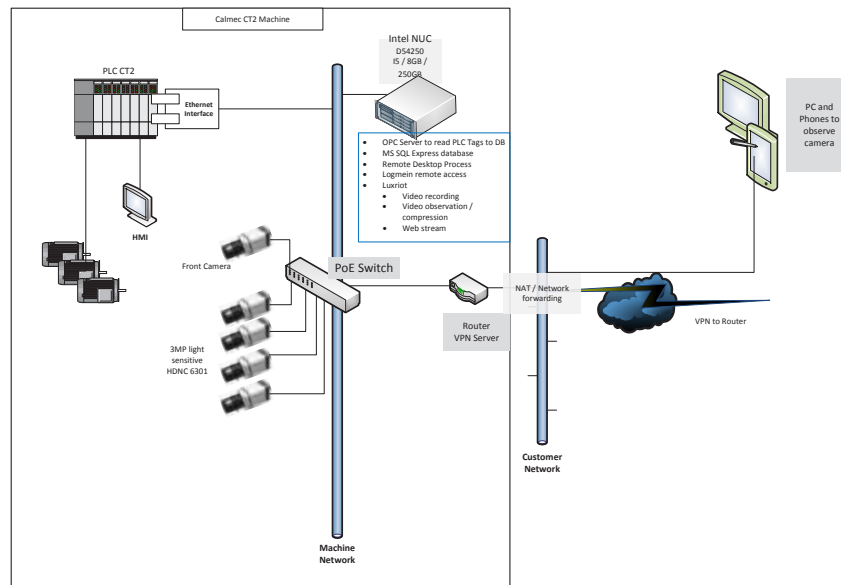 Calmec CT2 Machine
Intel NUC
D54250
I5 / 8GB /
250GB
PLC CT2
Ethernet
Interface
HMI
OPC Server to read PLC Tags to DB
MS SQL Express database
Remote Desktop Process
Logmein remote access
Luxriot
Video recording
Video observation /
compression
Web stream
PC and
Phones to
observe
camera
Front Camera
PoE Switch
NAT / Network
forwarding
Router
VPN Server
VPN to Router
3MP light
sensitive
HDNC 6301
Customer
Network
Machine
Network